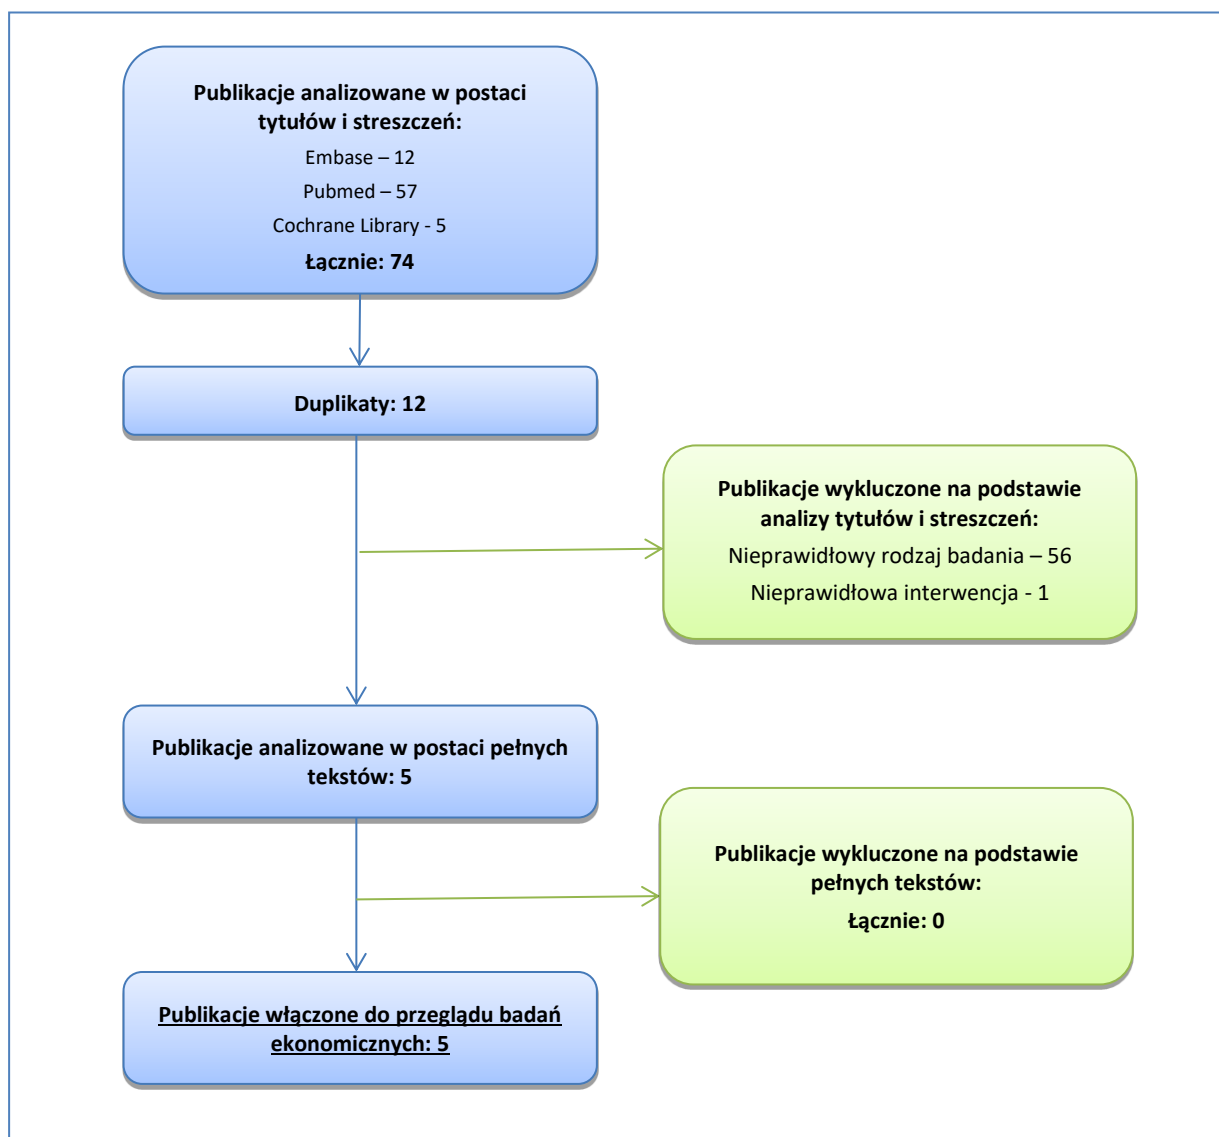 Publikacje analizowane w postaci
tytułów i streszczeń:
Embase – 12
Pubmed – 57
Cochrane Library - 5
Łącznie: 74
Duplikaty: 12
Publikacje wykluczone na podstawie
analizy tytułów i streszczeń:
Nieprawidłowy rodzaj badania – 56
Nieprawidłowa interwencja - 1
Publikacje analizowane w postaci pełnych
tekstów: 5
Publikacje wykluczone na podstawie
pełnych tekstów:
Łącznie: 0
Publikacje włączone do przeglądu badań
ekonomicznych: 5